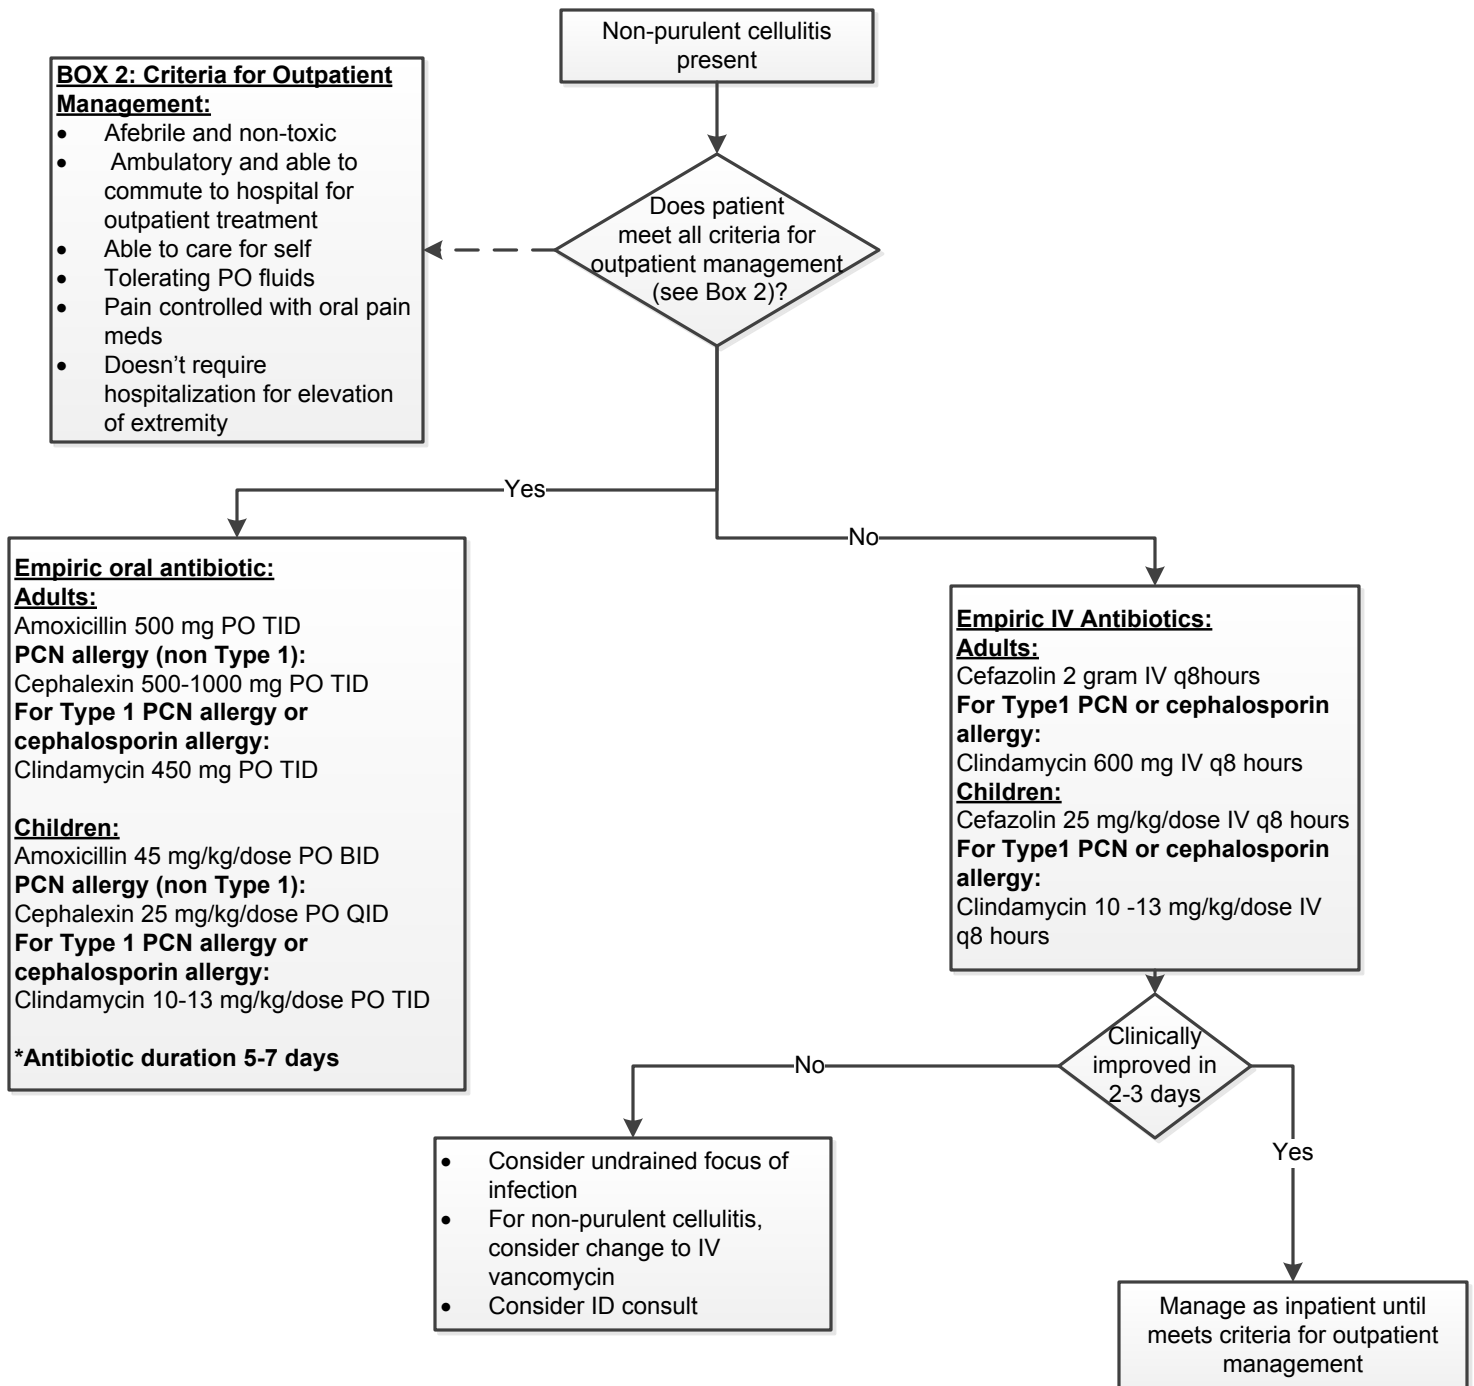 Non-purulent cellulitis
present
BOX 2: Criteria for Outpatient
Management:
• Afebrile and non-toxic
• Ambulatory and able to
commute to hospital for
outpatient treatment
• Able to care for self
• Tolerating PO fluids
• Pain controlled with oral pain
meds
• Doesn’t require
hospitalization for elevation
of extremity
Does patient
meet all criteria for
outpatient management
(see Box 2)?
Yes
No
Empiric oral antibiotic:
Adults:
Amoxicillin 500 mg PO TID
PCN allergy (non Type 1):
Cephalexin 500-1000 mg PO TID
For Type 1 PCN allergy or
cephalosporin allergy:
Clindamycin 450 mg PO TID
Children:
Amoxicillin 45 mg/kg/dose PO BID
PCN allergy (non Type 1):
Cephalexin 25 mg/kg/dose PO QID
For Type 1 PCN allergy or
cephalosporin allergy:
Clindamycin 10-13 mg/kg/dose PO TID
*Antibiotic duration 5-7 days
Empiric IV Antibiotics:
Adults:
Cefazolin 2 gram IV q8hours
For Type1 PCN or cephalosporin
allergy:
Clindamycin 600 mg IV q8 hours
Children:
Cefazolin 25 mg/kg/dose IV q8 hours
For Type1 PCN or cephalosporin
allergy:
Clindamycin 10 -13 mg/kg/dose IV
q8 hours
Clinically
improved in
2-3 days
No
Yes
• Consider undrained focus of
infection
• For non-purulent cellulitis,
consider change to IV
vancomycin
• Consider ID consult
Manage as inpatient until
meets criteria for outpatient
management